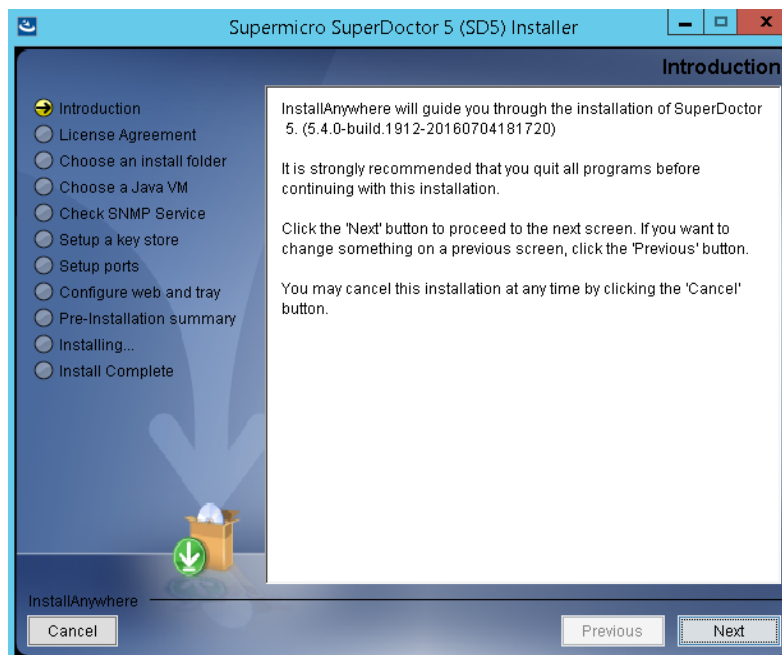 Supermicro SuperDoctor 5 (SD5) Installer
Introduction
Introduction
License Agreement
Choose an install folder
Choose a Java VM
Check SNMP Service
Setup a key store
Setup ports
Configure web and tray
Pre-Installation summary
Installing...
Install Complete
InstallAnywhere will guide you through the installation of SuperDoctor
5. (5.4.0-build.1912-20160704181720)
It is strongly recommended that you quit all programs before
continuing with this installation.
Click the 'Next' button to proceed to the next screen. If you want to
change something on a previous screen, click the 'Previous' button.
You may cancel this installation at any time by clicking the 'Cancel'
button.
InstallAnywhere
Cancel
Previous
Next